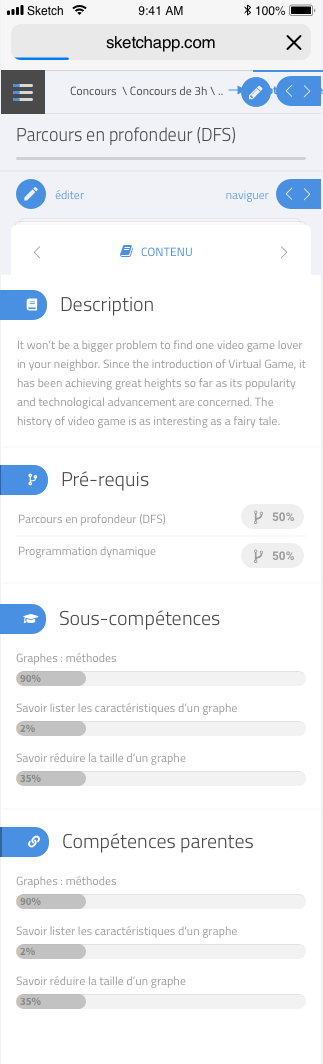 Sketch 9:41 AM 100%
sketchapp.com
Concours \ Concours de 3h \ ..
Parcours en profondeur (DFS)
éditer naviguer
CONTENU
Description
It won't be a bigger problem to find one video game lover
in your neighbor. Since the introduction of Virtual Game, it
has been achieving great heights so far as its popularity
and technological advancement are concerned. The
history of video game is as interesting as a fairy tale.
Pré-requis
Parcours en profondeur (DFS) 50%
Programmation dynamique 50%
Sous-compétences
Graphes : méthodes
90%
Savoir lister les caractéristiques d'un graphe
2%
Savoir réduire la taille d'un graphe
35%
Compétences parentes
Graphes : méthodes
90%
Savoir lister les caractéristiques d'un graphe
2%
Savoir réduire la taille d'un graphe
35%